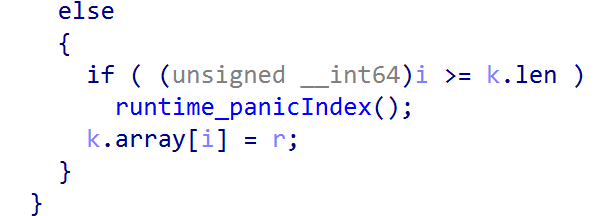 else
{
if ( (unsigned __int64)i >= k.len )
runtime_panicIndex();
k.array[i] = r;
}
}